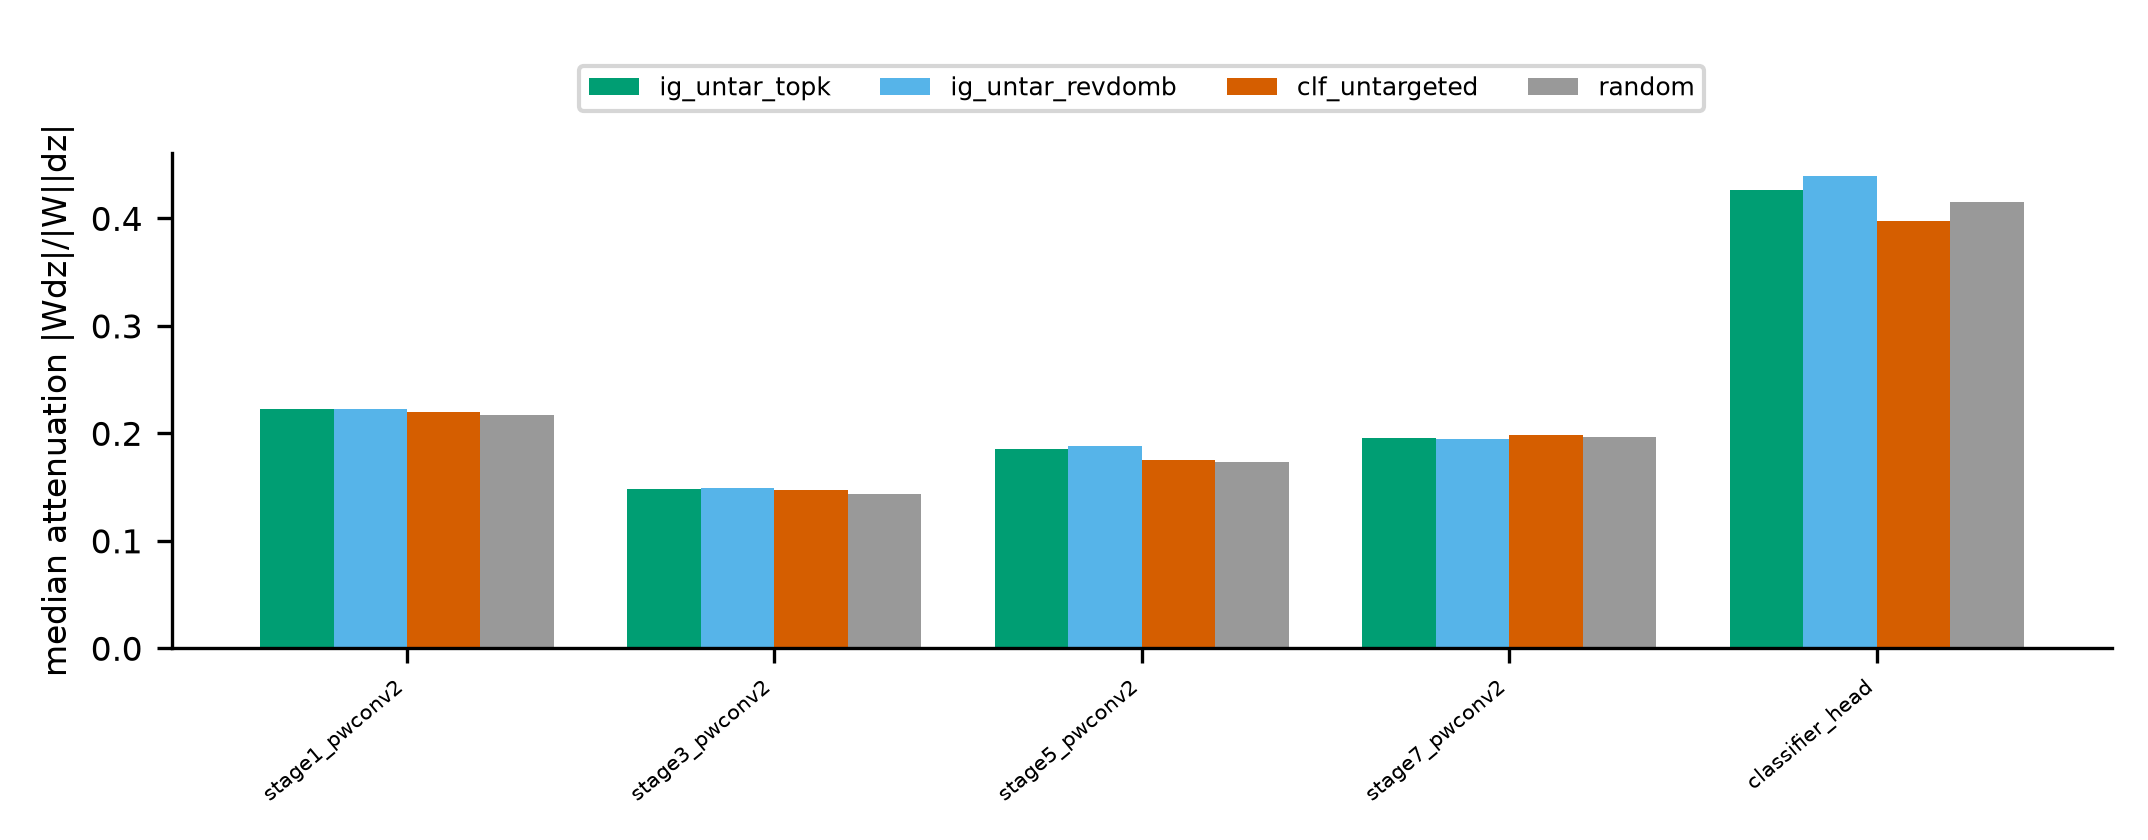 ig_untar_topk ig_untar_revdomb clf_untargeted random
median attenuation |Wdz|/|W||dz|
0.4
0.3
0.2
0.1
0.0
stage1_pwconv2
stage3_pwconv2
stage5_pwconv2
stage7_pwconv2
classifier_head